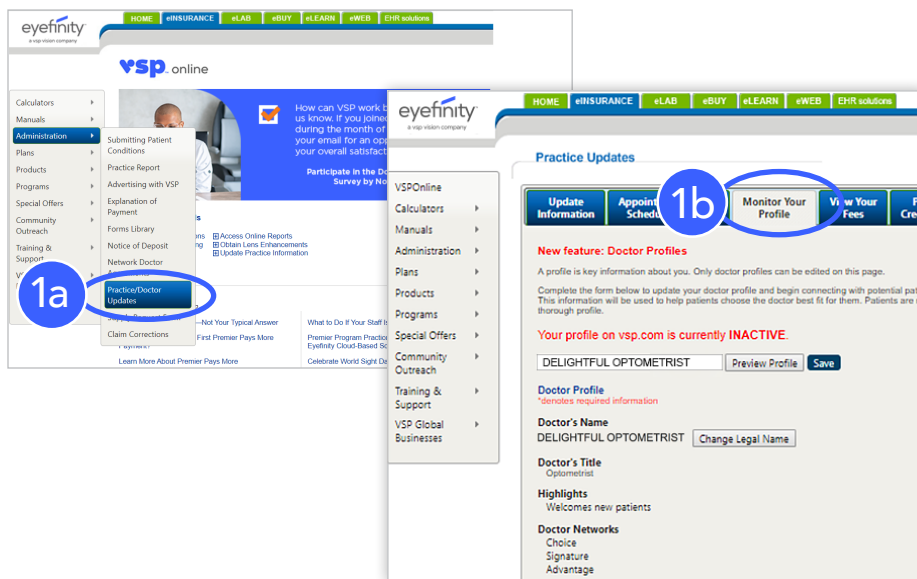 eyefinity
a vsp vision company
HOME eINSURANCE eLAB eBUY eLEARN eWEB EHR solutions
vsp online
Calculators
Manuals
Administration
Plans
Products
Programs
Special Offers
Community
Outreach
Training &
Support
Submitting Patient
Conditions
Practice Report
Advertising with VSP
Explanation of
Payment
Forms Library
Notice of Deposit
Network Doctor
Practice/Doctor
Updates
Claim Corrections
How can VSP work b
us know. If you joined
during the month of
your email for an opp
your overall satisfact
Participate in the Do
Survey by No
Access Online Reports
Obtain Lens Enhancements
Update Practice Information
—Not Your Typical Answer
First Premier Pays More
Learn More About Premier Pays More
What to Do If Your Staff Is
Premier Program Practic
Eyefinity Cloud-Based So
Celebrate World Sight Da
1a
eyefinity
a vsp vision company
HOME eINSURANCE eLAB eBUY eLEARN eWEB EHR solutions
Practice Updates
VSPOnline
Calculators
Manuals
Administration
Plans
Products
Programs
Special Offers
Community
Outreach
Training &
Support
VSP Global
Businesses
Update
Information
Appoint
Schedu
1b
Monitor Your
Profile
View Your
Fees
New feature: Doctor Profiles
A profile is key information about you. Only doctor profiles can be edited on this page.
Complete the form below to update your doctor profile and begin connecting with potential pat
This information will be used to help patients choose the doctor best fit for them. Patients are
thorough profile.
Your profile on vsp.com is currently INACTIVE.
DELIGHTFUL OPTOMETRIST Preview Profile Save
Doctor Profile
*denotes required information
Doctor's Name
DELIGHTFUL OPTOMETRIST Change Legal Name
Doctor's Title
Optometrist
Highlights
Welcomes new patients
Doctor Networks
Choice
Signature
Advantage